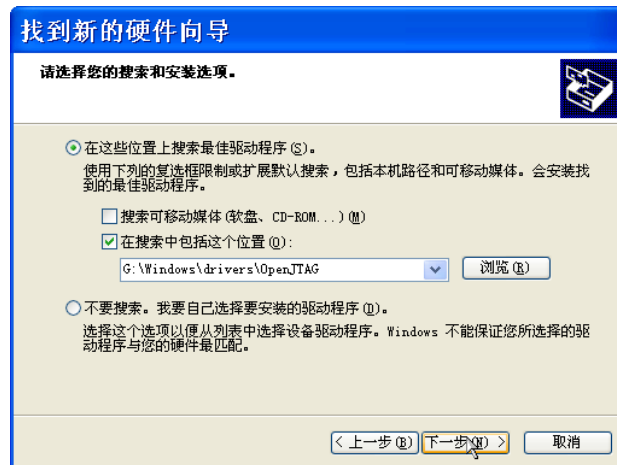 找到新的硬件向导
请选择您的搜索和安装选项。
在这些位置上搜索最佳驱动程序(S)。
使用下列的复选框限制或扩展默认搜索，包括本机路径和可移动媒体。会安装找
到的最佳驱动程序。
搜索可移动媒体(软盘、CD-ROM...)(M)
在搜索中包括这个位置(O):
G:\Windows\drivers\OpenJTAG
浏览(R)
不要搜索。我要自己选择要安装的驱动程序(D)。
选择这个选项以便从列表中选择设备驱动程序。Windows 不能保证您所选择的驱
动程序与您的硬件最匹配。
< 上一步(B) 下一步(N) > 取消